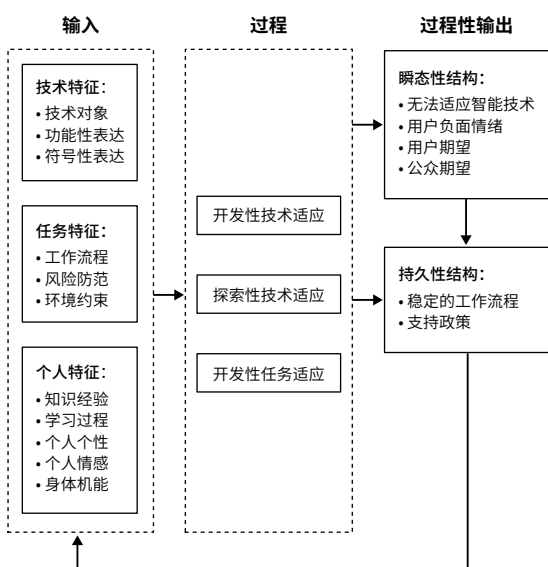 输入
过程
过程性输出
技术特征：
• 技术对象
• 功能性表达
• 符号性表达
任务特征：
• 工作流程
• 风险防范
• 环境约束
个人特征：
• 知识经验
• 学习过程
• 个人个性
• 个人情感
• 身体机能
开发性技术适应
探索性技术适应
开发性任务适应
瞬态性结构：
• 无法适应智能技术
• 用户负面情绪
• 用户期望
• 公众期望
持久性结构：
• 稳定的工作流程
• 支持政策